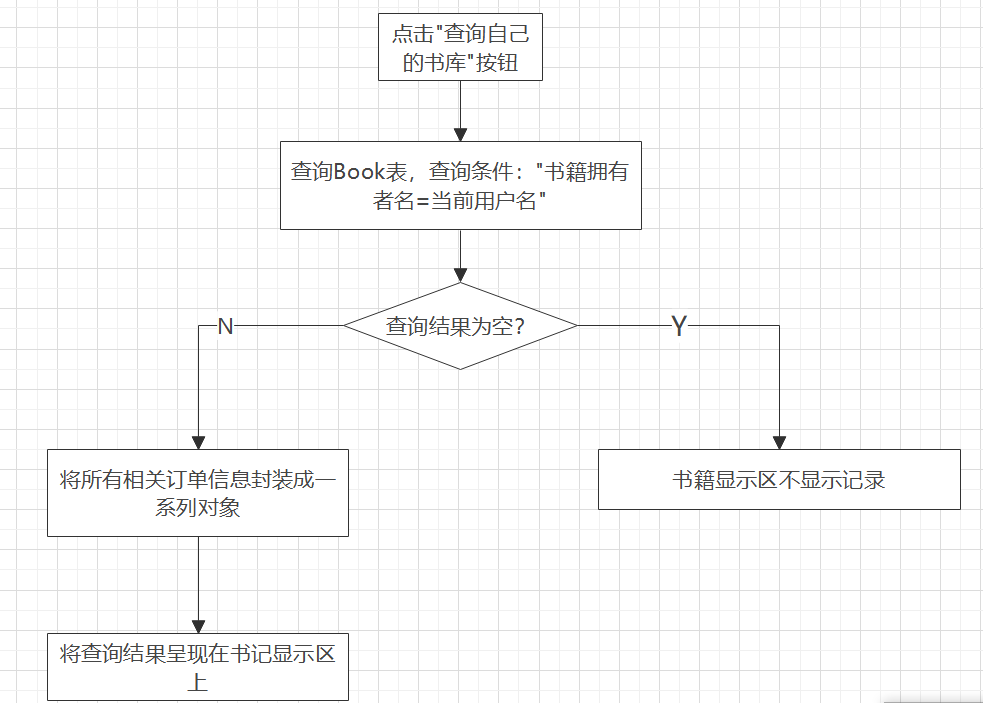 点击"查询自己
的书库"按钮
查询Book表，查询条件："书籍拥有
者名=当前用户名"
查询结果为空?
N
Y
将所有相关订单信息封装成一
系列对象
书籍显示区不显示记录
将查询结果呈现在书记显示区
上